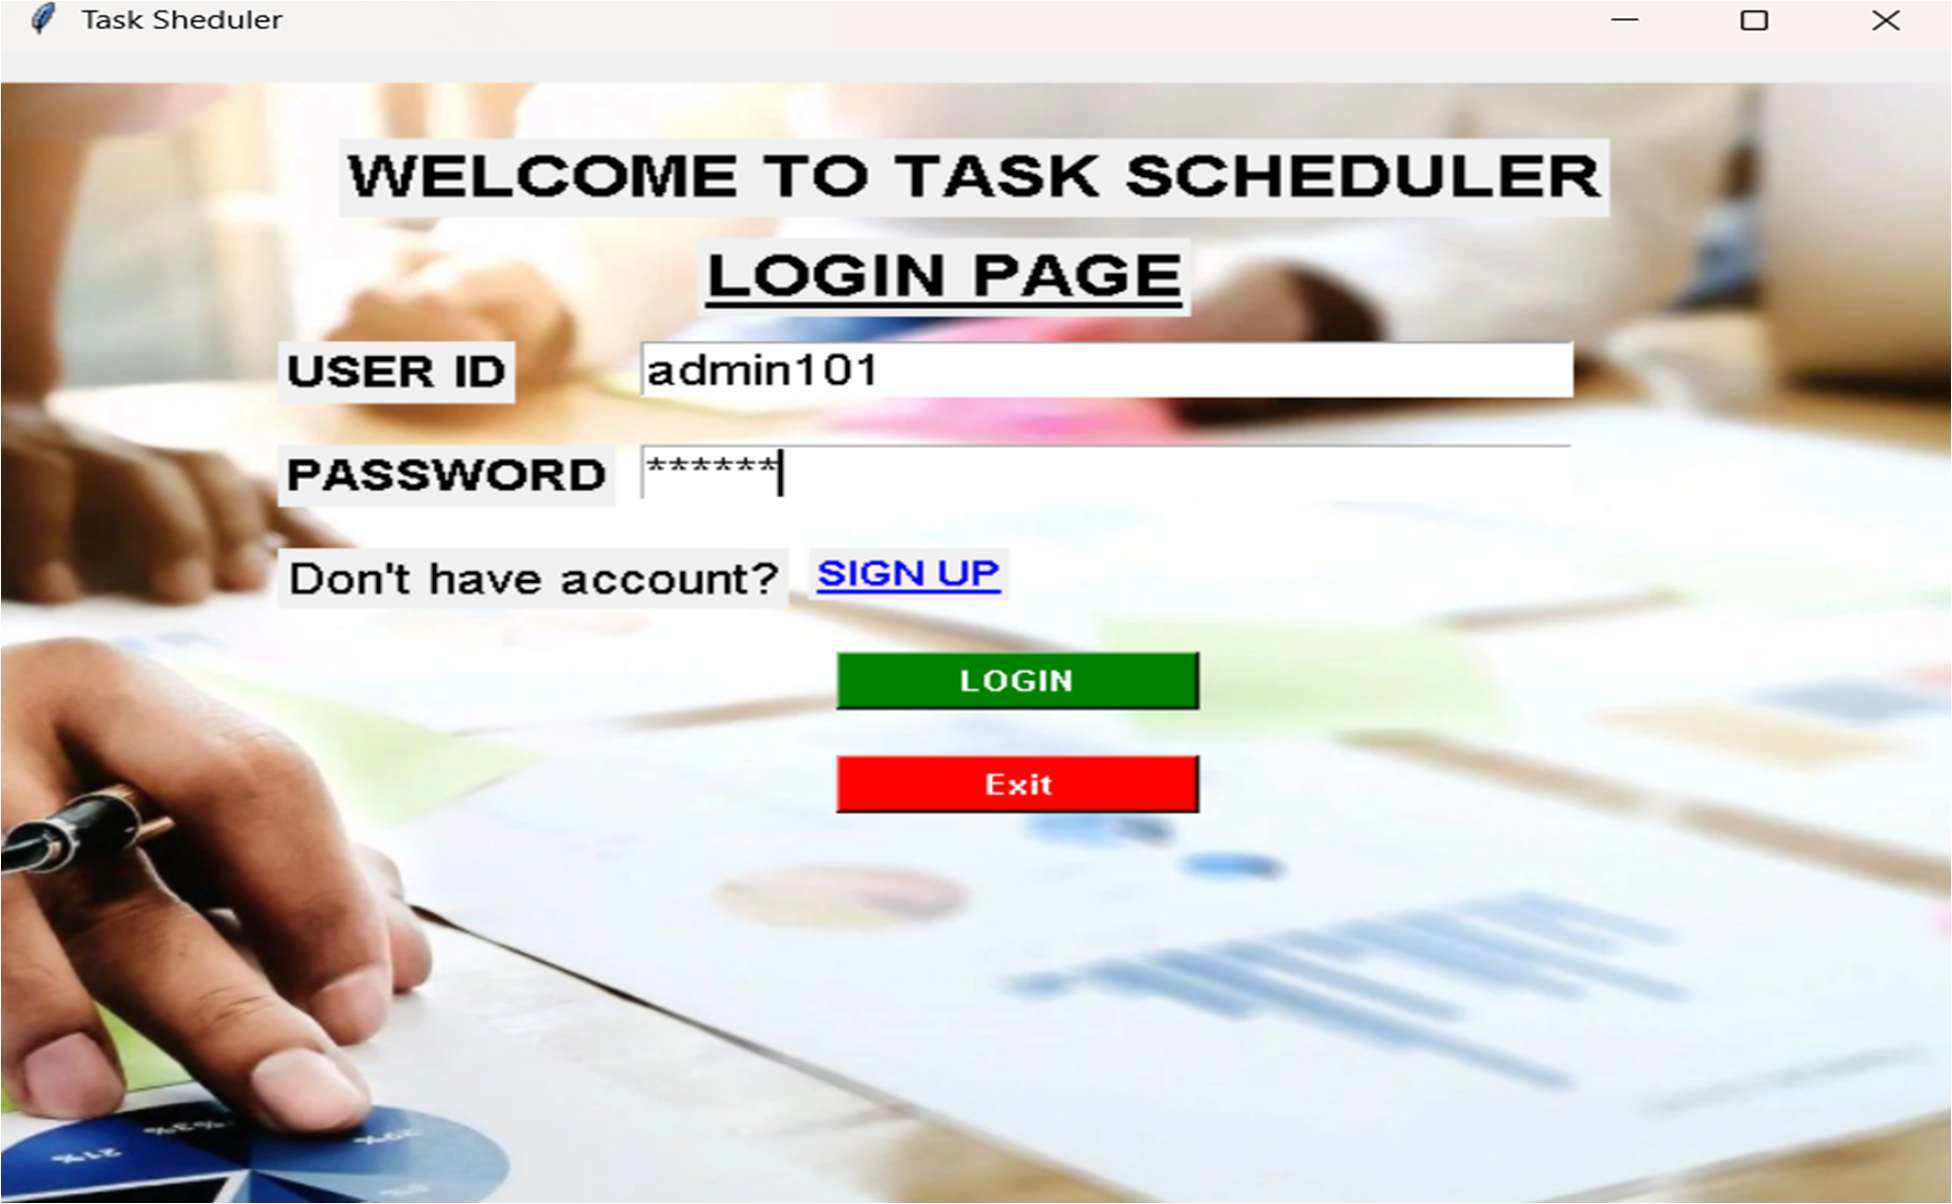 Task Sheduler
WELCOME TO TASK SCHEDULER
LOGIN PAGE
USER ID admin101
PASSWORD ******
Don't have account? SIGN UP
LOGIN
Exit
21%